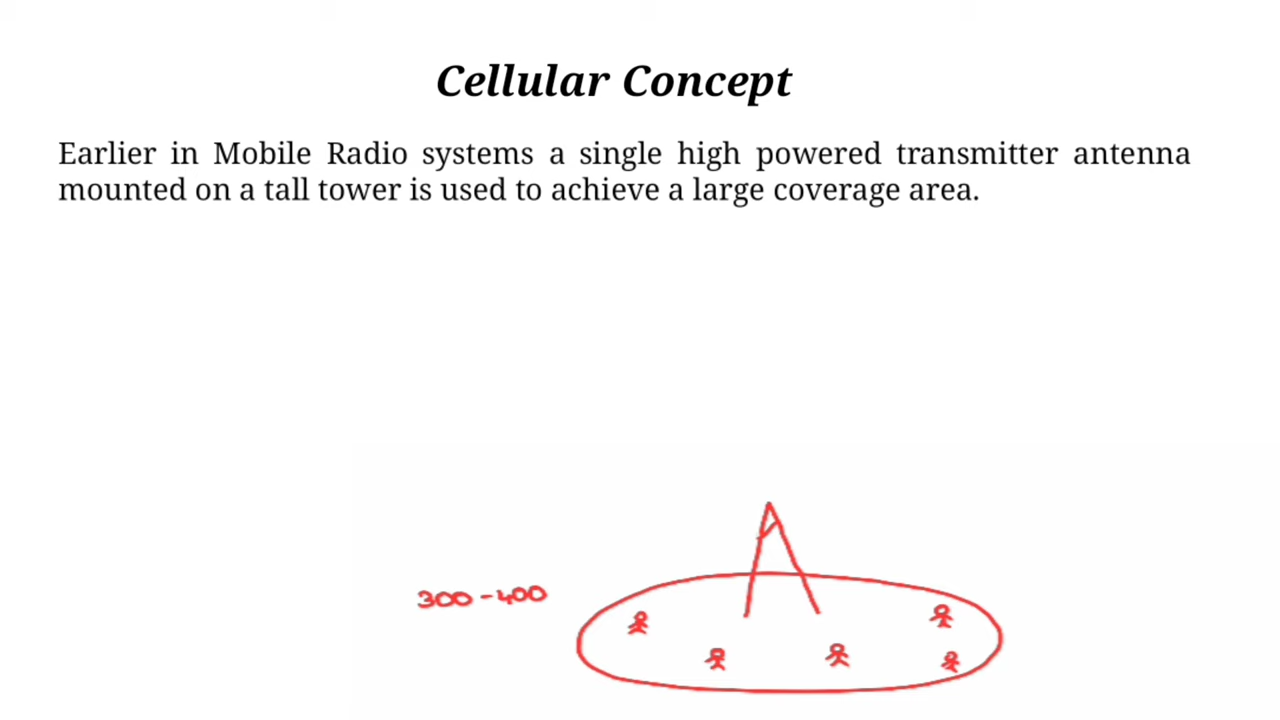 Cellular Concept
Earlier in Mobile Radio systems a single high powered transmitter antenna
mounted on a tall tower is used to achieve a large coverage area.
300-400